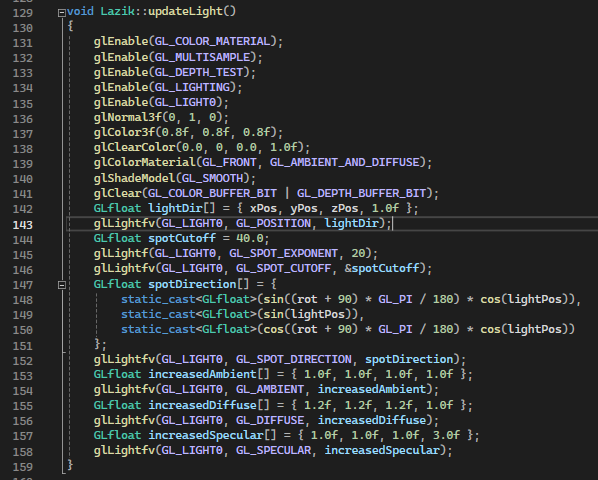 129 void Lazik::updateLight()
130 {
131 glEnable(GL_COLOR_MATERIAL);
132 glEnable(GL_MULTISAMPLE);
133 glEnable(GL_DEPTH_TEST);
134 glEnable(GL_LIGHTING);
135 glEnable(GL_LIGHT0);
136 glNormal3f(0, 1, 0);
137 glColor3f(0.8f, 0.8f, 0.8f);
138 glClearColor(0.0, 0, 0.0, 1.0f);
139 glColorMaterial(GL_FRONT, GL_AMBIENT_AND_DIFFUSE);
140 glShadeModel(GL_SMOOTH);
141 glClear(GL_COLOR_BUFFER_BIT | GL_DEPTH_BUFFER_BIT);
142 GLfloat lightDir[] = { xPos, yPos, zPos, 1.0f };
143 glLightfv(GL_LIGHT0, GL_POSITION, lightDir);
144 GLfloat spotCutoff = 40.0;
145 glLightf(GL_LIGHT0, GL_SPOT_EXPONENT, 20);
146 glLightfv(GL_LIGHT0, GL_SPOT_CUTOFF, &spotCutoff);
147 GLfloat spotDirection[] = {
148 static_cast<GLfloat>(sin((rot + 90) * GL_PI / 180) * cos(lightPos)),
149 static_cast<GLfloat>(sin(lightPos)),
150 static_cast<GLfloat>(cos((rot + 90) * GL_PI / 180) * cos(lightPos))
151 };
152 glLightfv(GL_LIGHT0, GL_SPOT_DIRECTION, spotDirection);
153 GLfloat increasedAmbient[] = { 1.0f, 1.0f, 1.0f, 1.0f };
154 glLightfv(GL_LIGHT0, GL_AMBIENT, increasedAmbient);
155 GLfloat increasedDiffuse[] = { 1.2f, 1.2f, 1.2f, 1.0f };
156 glLightfv(GL_LIGHT0, GL_DIFFUSE, increasedDiffuse);
157 GLfloat increasedSpecular[] = { 1.0f, 1.0f, 1.0f, 3.0f };
158 glLightfv(GL_LIGHT0, GL_SPECULAR, increasedSpecular);
159 }